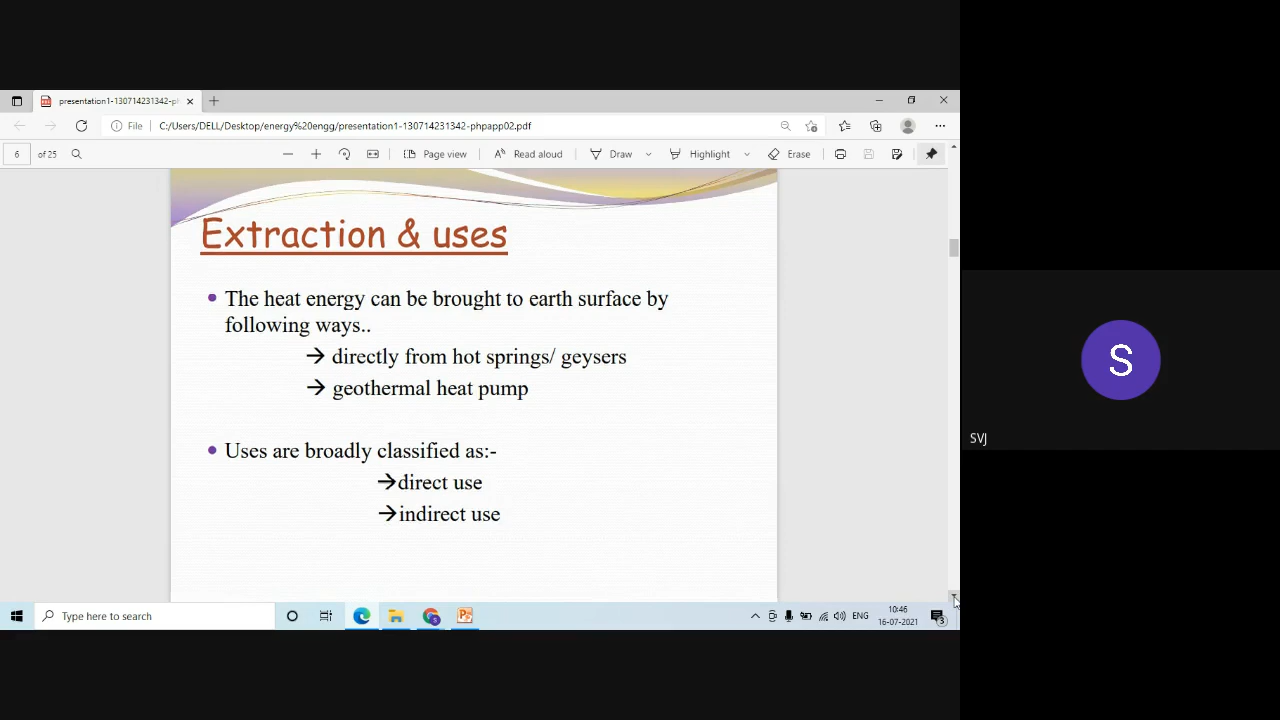 presentation1-130714231342-ph
File
C:/Users/DELL/Desktop/energy%20engg/presentation1-130714231342-phpapp02.pdf
6 of 25
Page view
Read aloud
Draw
Highlight
Erase
Extraction & uses
• The heat energy can be brought to earth surface by
following ways..
→ directly from hot springs/ geysers
→ geothermal heat pump
• Uses are broadly classified as:-
→direct use
→indirect use
S
SVJ
Type here to search
ENG
10:46
16-07-2021
3